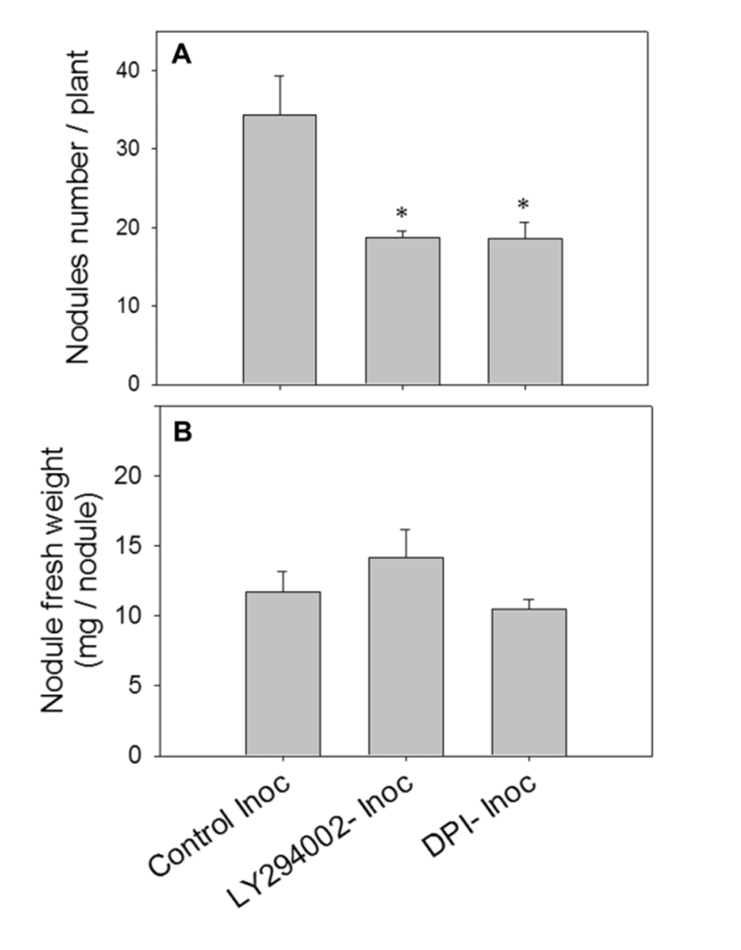 A
Nodules number / plant
40
30
20
10
0
*
*
B
Nodule fresh weight
(mg / nodule)
20
15
10
5
0
Control Inoc
LY294002- Inoc
DPI- Inoc